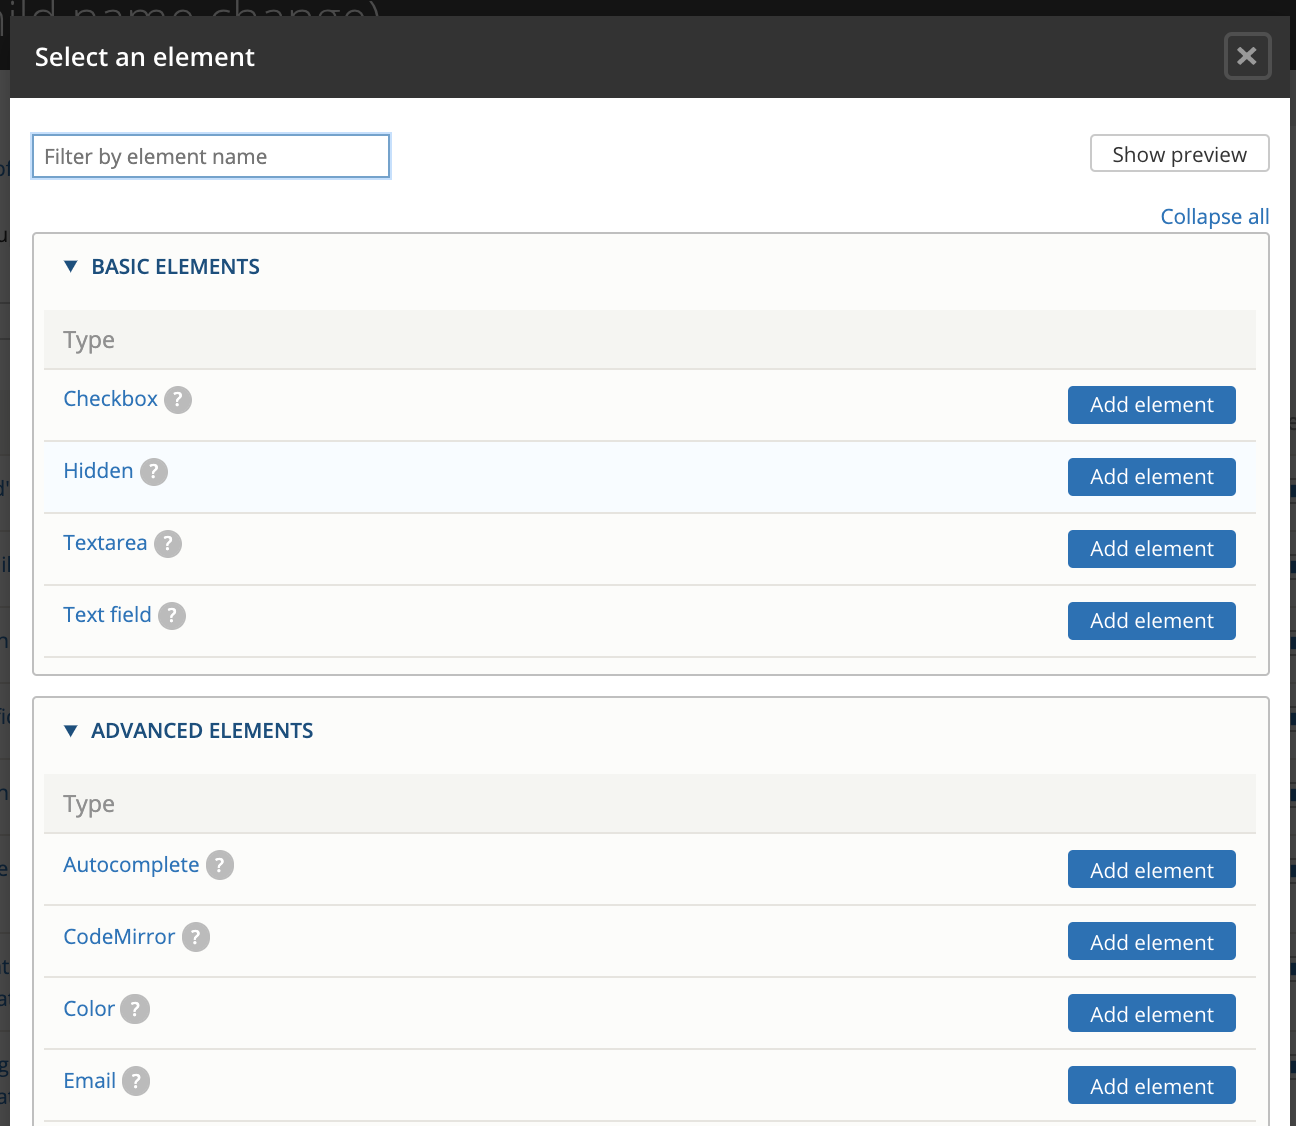 Select an element
Filter by element name
Show preview
Collapse all
▼ BASIC ELEMENTS
Type
Checkbox ? Add element
Hidden ? Add element
Textarea ? Add element
Text field ? Add element
▼ ADVANCED ELEMENTS
Type
Autocomplete ? Add element
CodeMirror ? Add element
Color ? Add element
Email ? Add element